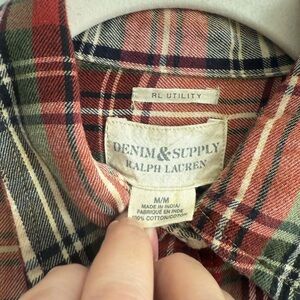 RL UTILITY
DENIM & SUPPLY
RALPH LAUREN
M/M
MADE IN INDIA/
FABRIQUÉ EN INDE
100% COTTON/COTON